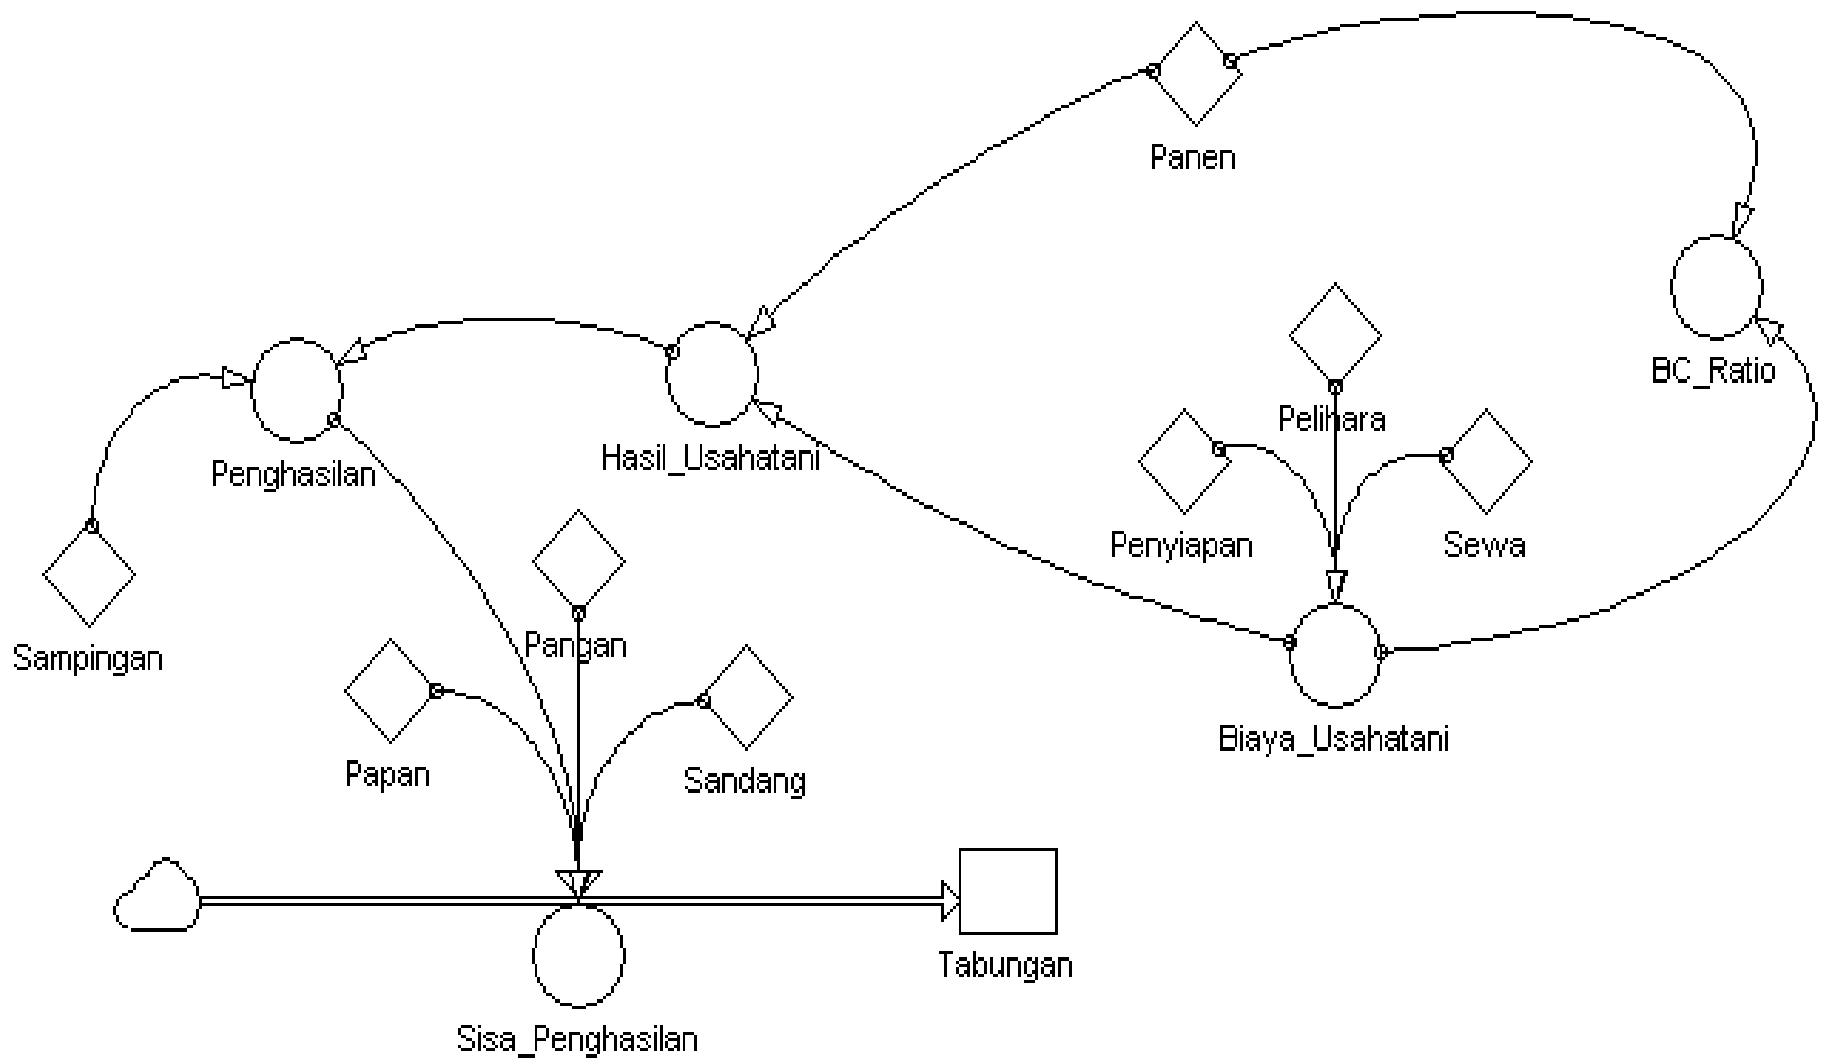 Panen
BC_Ratio
Pelihara
Hasil_Usahatani
Penghasilan
Penyiapan
Sewa
Pangan
Sampingan
Biaya_Usahatani
Papan
Sandang
Tabungan
Sisa_Penghasilan